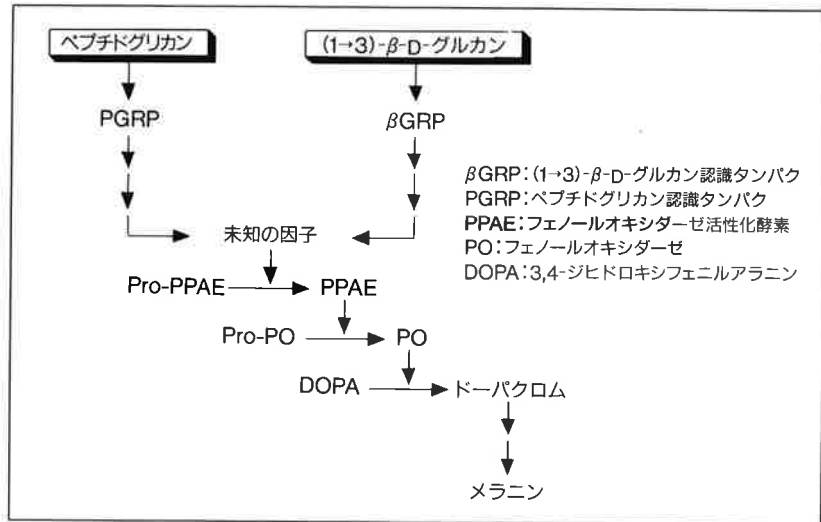 ペプチドグリカン
(1→3)-β-D-グルカン
PGRP
βGRP
βGRP:(1→3)-β-D-グルカン認識タンパク
PGRP:ペプチドグリカン認識タンパク
PPAE:フェノールオキシダーゼ活性化酵素
PO:フェノールオキシダーゼ
DOPA:3,4-ジヒドロキシフェニルアラニン
未知の因子
Pro-PPAE
PPAE
Pro-PO
PO
DOPA
ドーパクロム
メラニン